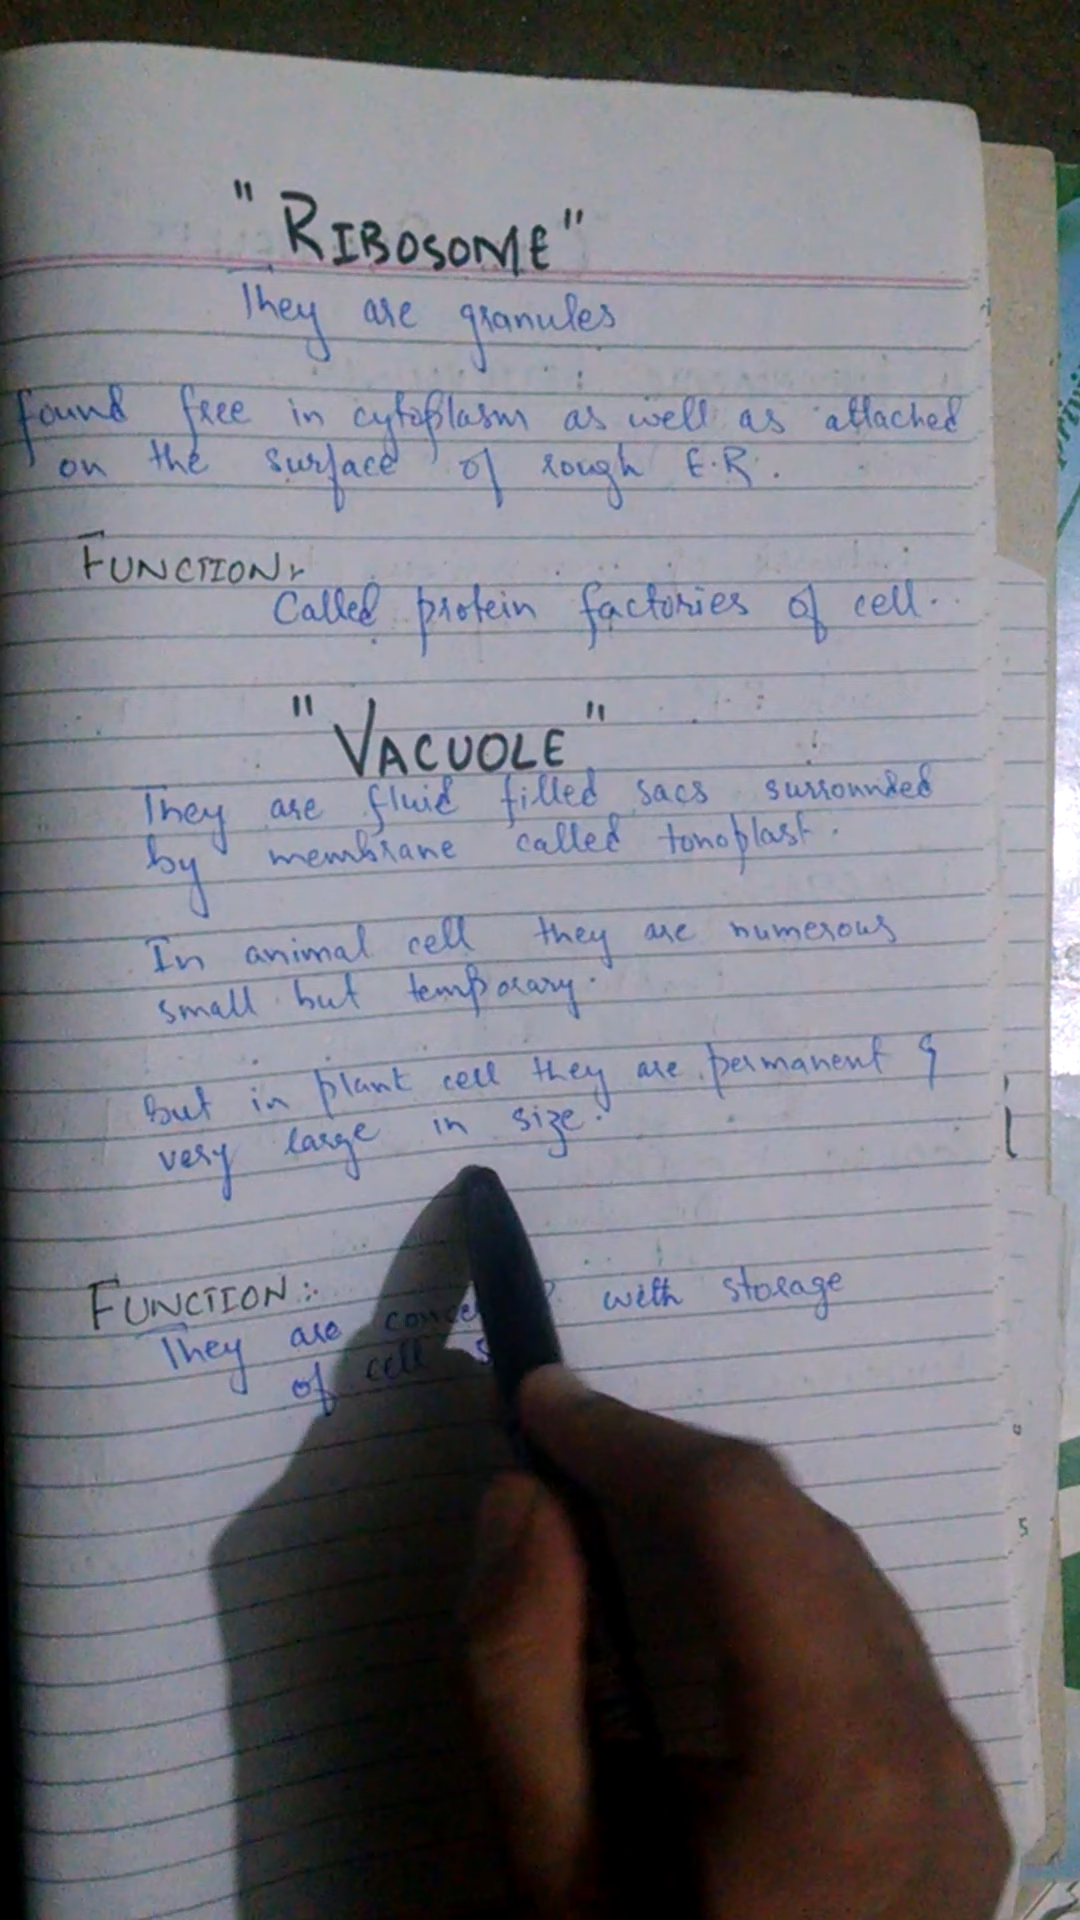 "RIBOSOME"
They are granules
found free in cytoplasm as well as attached
on the surface of rough E.R.
FUNCTION:-
Called protein factories of cell.
"VACUOLE"
They are fluid filled sacs surrounded
by membrane called tonoplast.
In animal cell they are numerous
small but temporary.
But in plant cell they are permanent &
very large in size.
FUNCTION:-
They are with storage
of cell